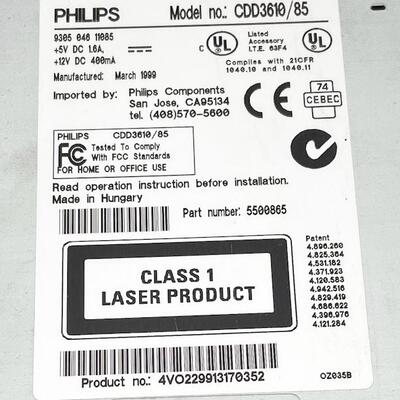 PHILIPS Model no.: CDD3610/85
9305 046 11085
+5V DC 1.6A,
+12V DC 400mA
C UL UL Listed Accessory I.T.E. 63F4
Complies with 21CFR
1040.10 and 1040.11
Manufactured: March 1999
Imported by: Philips Components
San Jose, CA95134
tel. (408)570-5600
CE
74
CEBEC
PHILIPS CDD3610/85
FC Tested To Comply
With FCC Standards
FOR HOME OR OFFICE USE
N
Read operation instruction before installation.
Made in Hungary
Part number: 5500865
CLASS 1
LASER PRODUCT
Patent
4.896.260
4.825.364
4.531.182
4.371.923
4.120.583
4.942.516
4.829.419
4.686.622
4.396.976
4.121.284
Product no.: 4VO229913170352
OZ035B